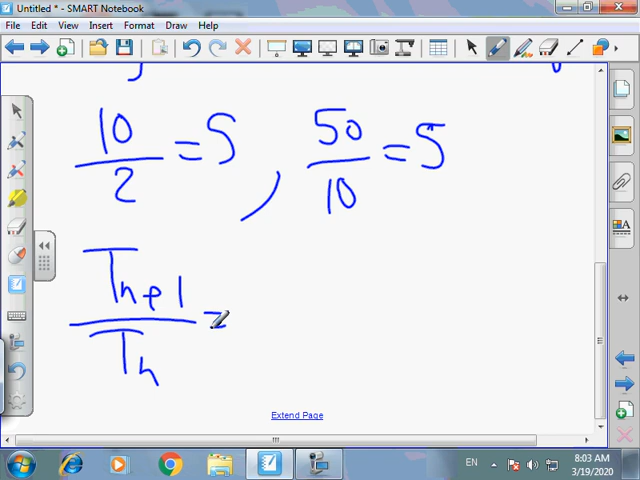 Untitled * - SMART Notebook
File Edit View Insert Format Tools Draw Help
10/2 = 5 , 50/10 = 5
Tn+1/Tn =
Extend Page
EN 8:03 AM
3/19/2020